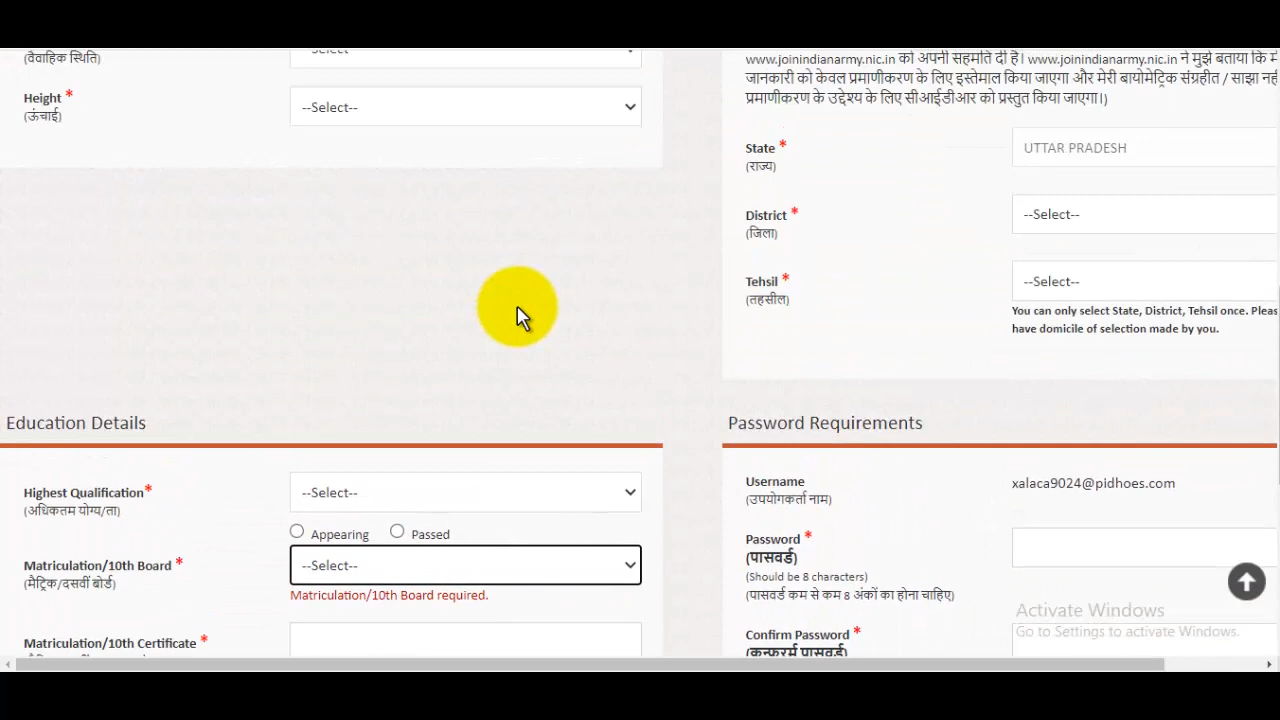 (वैवाहिक स्थिति)
--Select--
Height *
(ऊंचाई)
--Select--
www.joinindianarmy.nic.in को अपनी सहमति दी है। www.joinindianarmy.nic.in ने मुझे बताया कि
जानकारी को केवल प्रमाणीकरण के लिए इस्तेमाल किया जाएगा और मेरी बायोमेट्रिक संग्रहीत / साझा
प्रमाणीकरण के उद्देश्य के लिए सीआईडीआर को प्रस्तुत किया जाएगा।)
State *
(राज्य)
UTTAR PRADESH
District *
(जिला)
--Select--
Tehsil *
(तहसील)
--Select--
You can only select State, District, Tehsil once.
have domicile of selection made by you.
Education Details
Highest Qualification*
(अधिकतम योग्य/ता)
--Select--
Appearing Passed
Matriculation/10th Board *
(मैट्रिक/दसवीं बोर्ड)
--Select--
Matriculation/10th Board required.
Matriculation/10th Certificate *
Password Requirements
Username
(उपयोगकर्ता नाम)
xalaca9024@pidhoes.com
Password *
(पासवर्ड)
(Should be 8 characters)
(पासवर्ड कम से कम 8 अंकों का होना चाहिए)
Confirm Password *
(कन्फर्म पासवर्ड)
Activate Windows
Go to Settings to activate Windows.